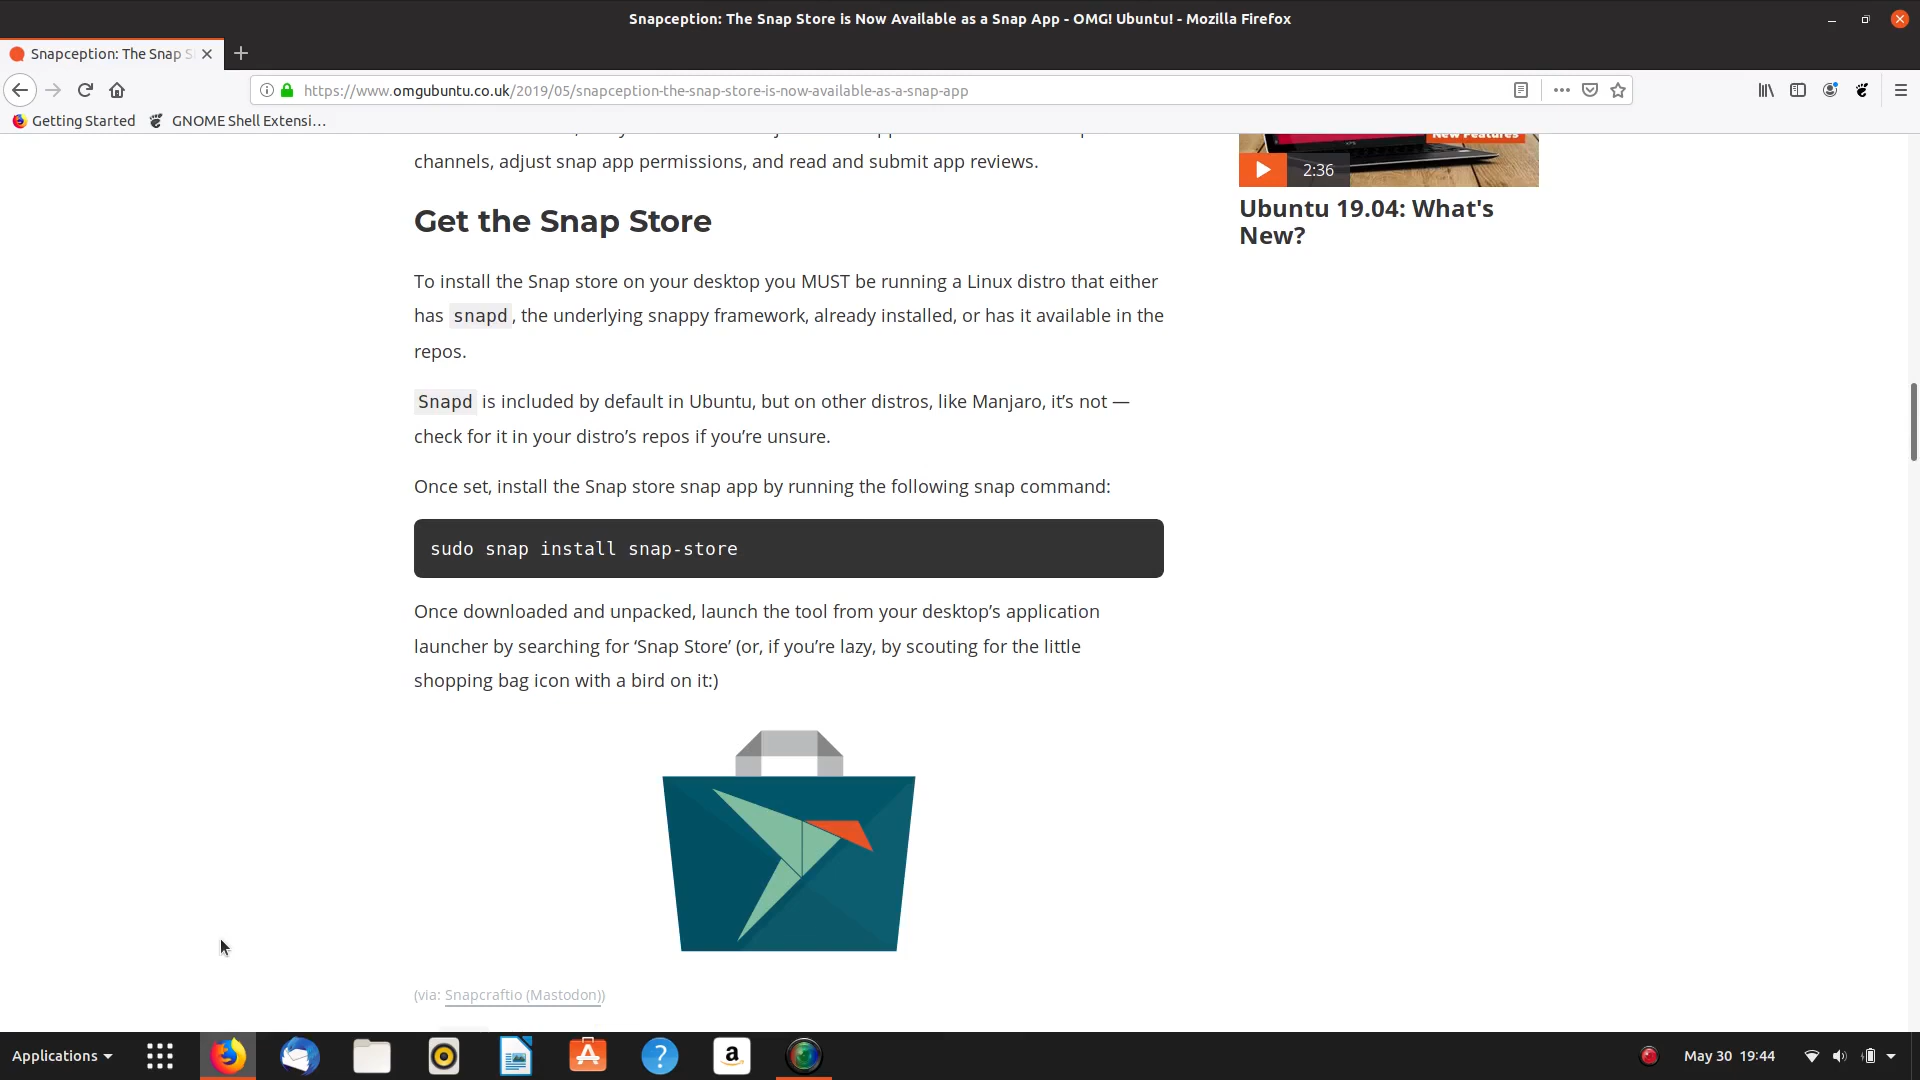 Snapception: The Snap Store is Now Available as a Snap App - OMG! Ubuntu! - Mozilla Firefox
Snapception: The Snap S
https://www.omgubuntu.co.uk/2019/05/snapception-the-snap-store-is-now-available-as-a-snap-app
Getting Started GNOME Shell Extensi…
channels, adjust snap app permissions, and read and submit app reviews.
New Features
2:36
Ubuntu 19.04: What's
New?
Get the Snap Store
To install the Snap store on your desktop you MUST be running a Linux distro that either
has snapd, the underlying snappy framework, already installed, or has it available in the
repos.
Snapd is included by default in Ubuntu, but on other distros, like Manjaro, it’s not —
check for it in your distro’s repos if you’re unsure.
Once set, install the Snap store snap app by running the following snap command:
sudo snap install snap-store
Once downloaded and unpacked, launch the tool from your desktop’s application
launcher by searching for ‘Snap Store’ (or, if you’re lazy, by scouting for the little
shopping bag icon with a bird on it:)
(via: Snapcraftio (Mastodon))
Applications
May 30 19:44